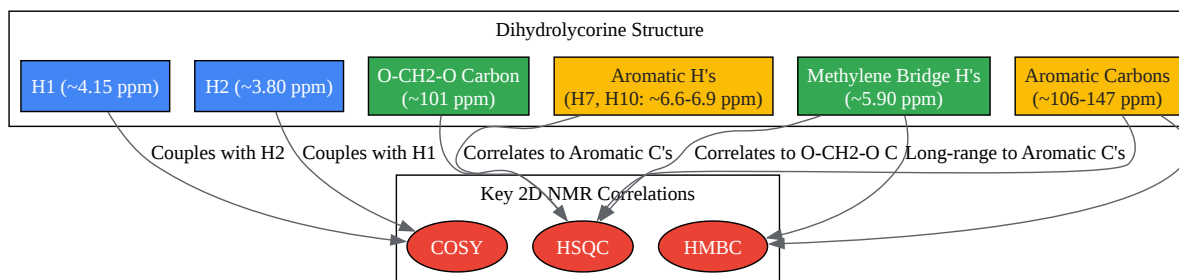 Dihydrolycorine Structure
H1 (~4.15 ppm)
H2 (~3.80 ppm)
O-CH2-O Carbon
(~101 ppm)
Aromatic H's
(H7, H10: ~6.6-6.9 ppm)
Methylene Bridge H's
(~5.90 ppm)
Aromatic Carbons
(~106-147 ppm)
Couples with H2
Couples with H1
Correlates to Aromatic C's
Correlates to O-CH2-O C
Long-range to Aromatic C's
Key 2D NMR Correlations
COSY
HSQC
HMBC